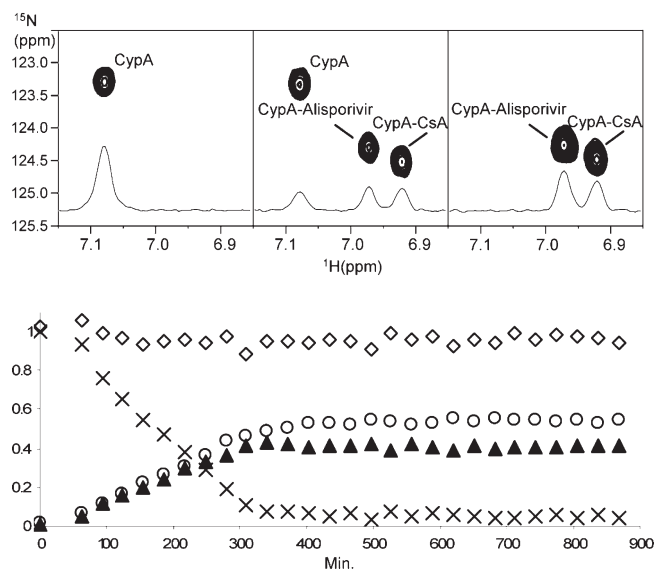 15N
(ppm)
123.0
123.5
124.0
124.5
125.0
125.5
CypA
CypA
CypA-Alisporivir
CypA-CsA
CypA-Alisporivir
CypA-CsA
7.1 7.0 6.9
7.1 7.0 6.9
7.1 7.0 6.9
1H(ppm)
1
0.8
0.6
0.4
0.2
0
0 100 200 300 400 500 600 700 800 900
Min.